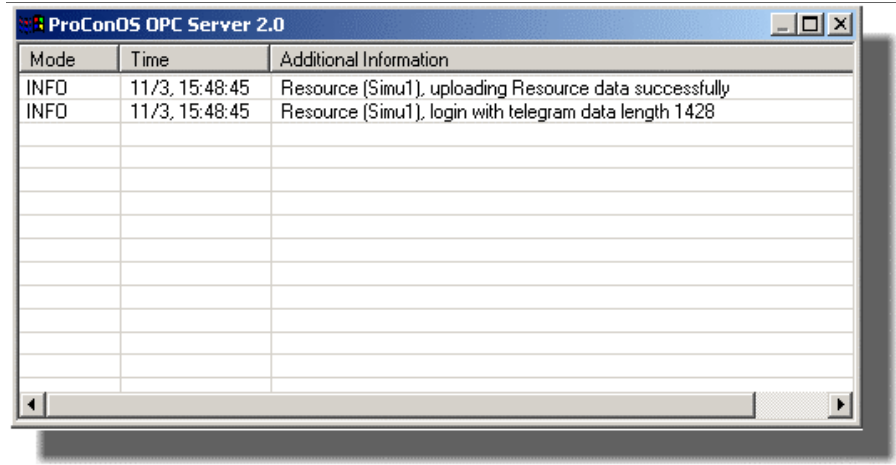 ProConOS OPC Server 2.0
Mode Time Additional Information
INFO 11/3, 15:48:45 Resource (Simu1), uploading Resource data successfully
INFO 11/3, 15:48:45 Resource (Simu1), login with telegram data length 1428